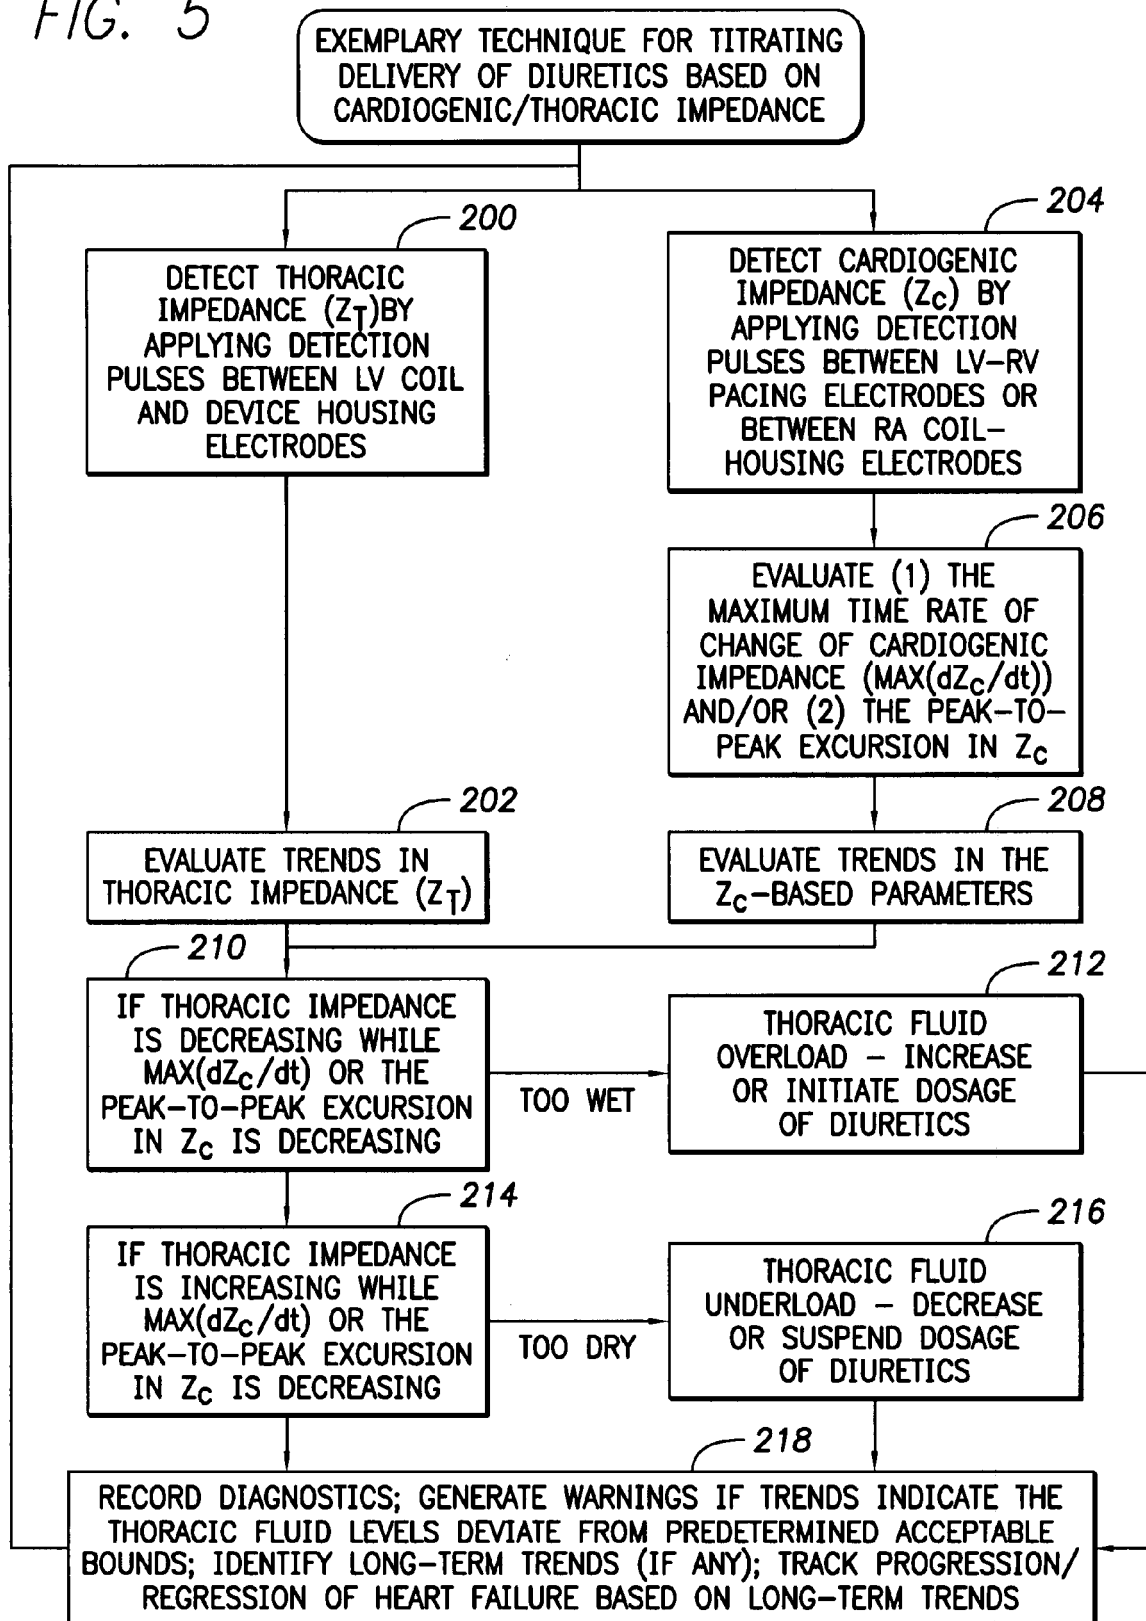 FIG. 5
EXEMPLARY TECHNIQUE FOR TITRATING
DELIVERY OF DIURETICS BASED ON
CARDIOGENIC/THORACIC IMPEDANCE
200
DETECT THORACIC
IMPEDANCE (ZT)BY
APPLYING DETECTION
PULSES BETWEEN LV COIL
AND DEVICE HOUSING
ELECTRODES
204
DETECT CARDIOGENIC
IMPEDANCE (ZC) BY
APPLYING DETECTION
PULSES BETWEEN LV-RV
PACING ELECTRODES OR
BETWEEN RA COIL-
HOUSING ELECTRODES
206
EVALUATE (1) THE
MAXIMUM TIME RATE OF
CHANGE OF CARDIOGENIC
IMPEDANCE (MAX(dZC/dt))
AND/OR (2) THE PEAK-TO-
PEAK EXCURSION IN ZC
202
EVALUATE TRENDS IN
THORACIC IMPEDANCE (ZT)
208
EVALUATE TRENDS IN THE
ZC-BASED PARAMETERS
210
IF THORACIC IMPEDANCE
IS DECREASING WHILE
MAX(dZC/dt) OR THE
PEAK-TO-PEAK EXCURSION
IN ZC IS DECREASING
TOO WET
212
THORACIC FLUID
OVERLOAD - INCREASE
OR INITIATE DOSAGE
OF DIURETICS
214
IF THORACIC IMPEDANCE
IS INCREASING WHILE
MAX(dZC/dt) OR THE
PEAK-TO-PEAK EXCURSION
IN ZC IS DECREASING
TOO DRY
216
THORACIC FLUID
UNDERLOAD - DECREASE
OR SUSPEND DOSAGE
OF DIURETICS
218
RECORD DIAGNOSTICS; GENERATE WARNINGS IF TRENDS INDICATE THE
THORACIC FLUID LEVELS DEVIATE FROM PREDETERMINED ACCEPTABLE
BOUNDS; IDENTIFY LONG-TERM TRENDS (IF ANY); TRACK PROGRESSION/
REGRESSION OF HEART FAILURE BASED ON LONG-TERM TRENDS